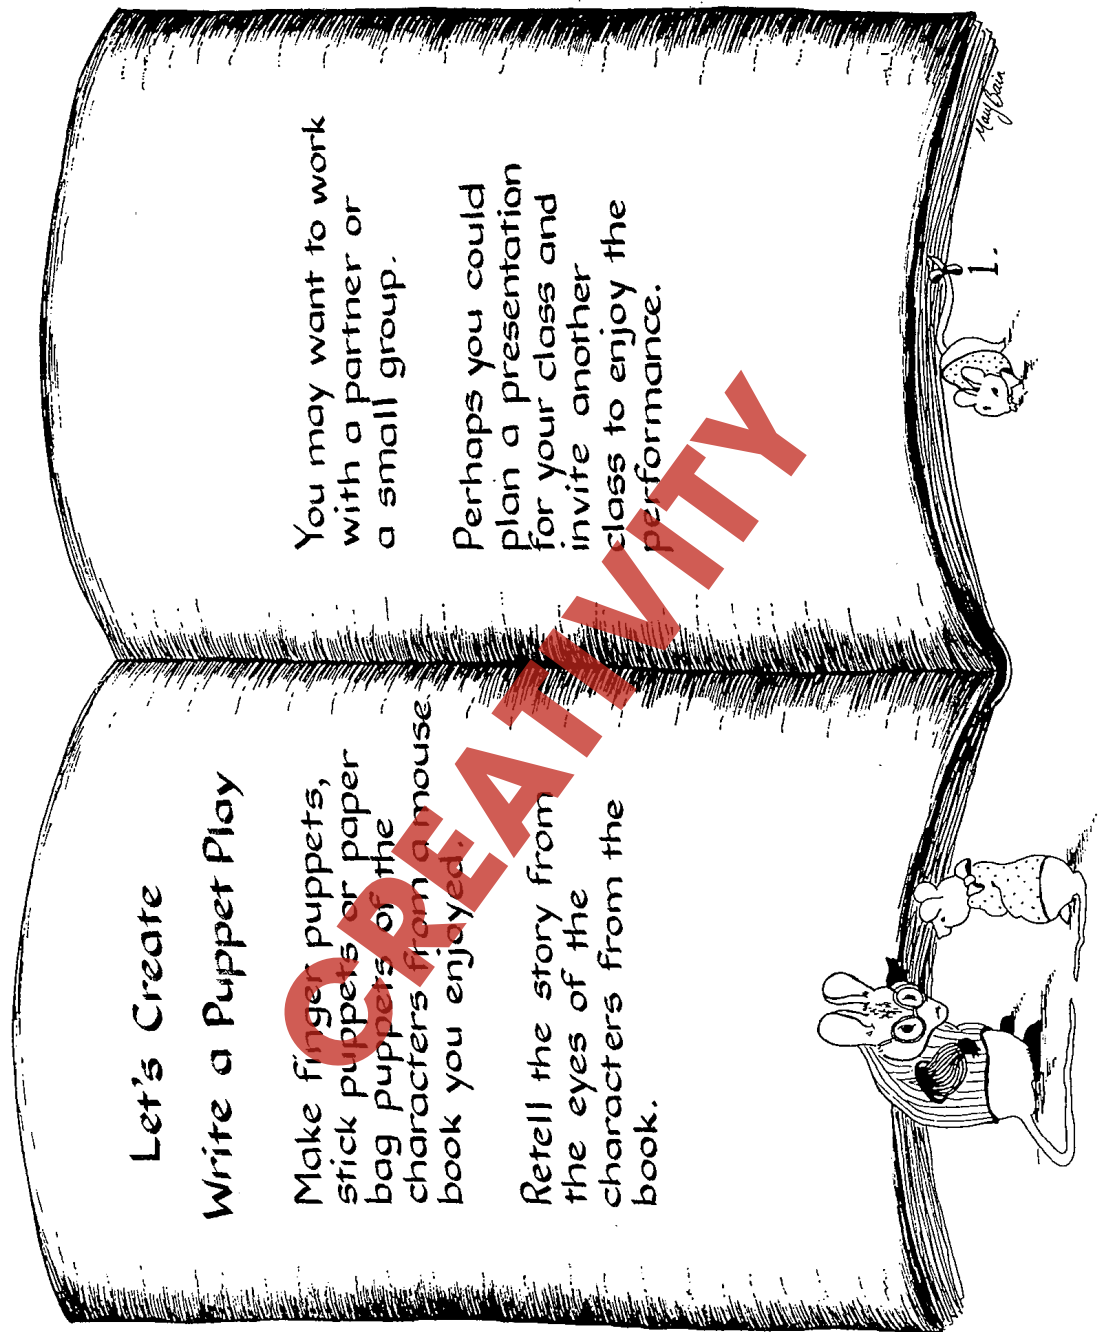 Let's Create
Write a Puppet Play
Make finger puppets,
stick puppets or paper
bag puppets of the
characters from a mouse
book you enjoyed.
Retell the story from
the eyes of the
characters from the
book.
You may want to work
with a partner or
a small group.
Perhaps you could
plan a presentation
for your class and
invite another
class to enjoy the
performance.
1.
Mary Bain
CREATIVITY